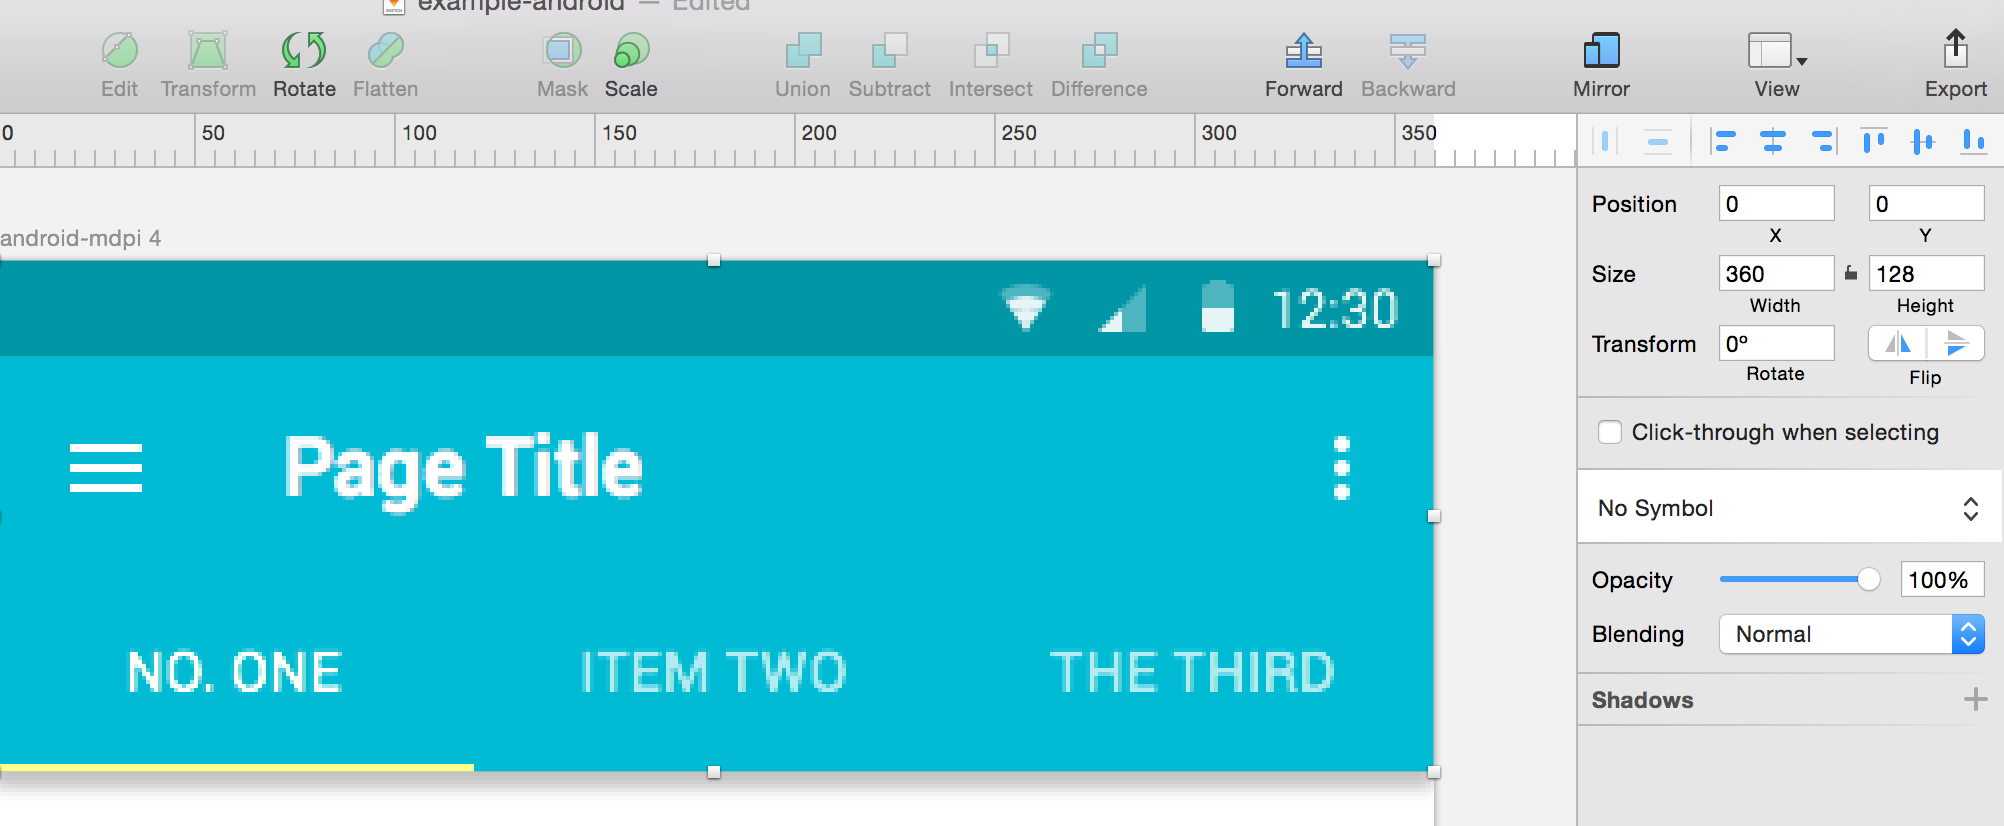 example-android — Edited
Edit Transform Rotate Flatten Mask Scale Union Subtract Intersect Difference Forward Backward Mirror View Export
0 50 100 150 200 250 300 350
android-mdpi 4
12:30
Page Title
NO. ONE ITEM TWO THE THIRD
Position 0 0
X Y
Size 360 128
Width Height
Transform 0º
Rotate Flip
Click-through when selecting
No Symbol
Opacity 100%
Blending Normal
Shadows